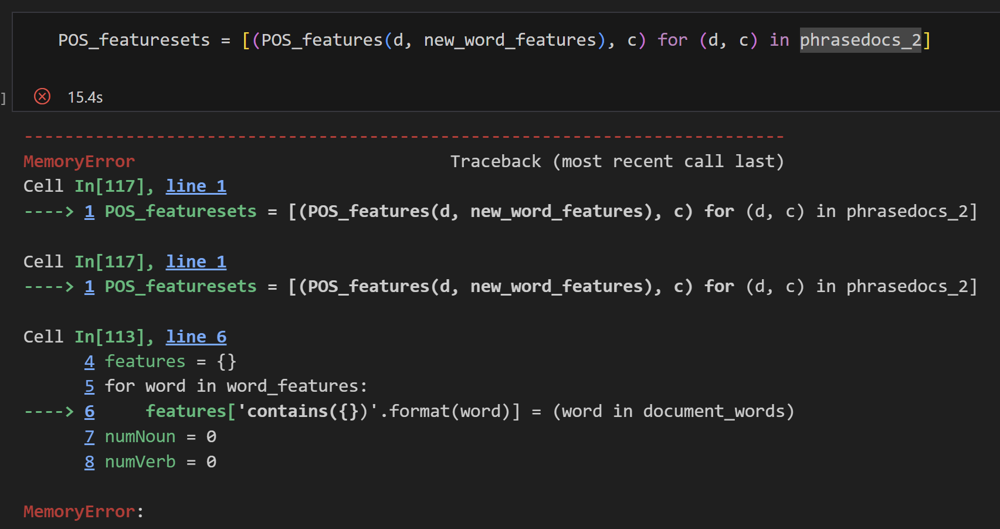 POS_featuresets = [(POS_features(d, new_word_features), c) for (d, c) in phrasedocs_2]
] 15.4s
---------------------------------------------------------------------------
MemoryError Traceback (most recent call last)
Cell In[117], line 1
----> 1 POS_featuresets = [(POS_features(d, new_word_features), c) for (d, c) in phrasedocs_2]
Cell In[117], line 1
----> 1 POS_featuresets = [(POS_features(d, new_word_features), c) for (d, c) in phrasedocs_2]
Cell In[113], line 6
4 features = {}
5 for word in word_features:
----> 6 features['contains({})'.format(word)] = (word in document_words)
7 numNoun = 0
8 numVerb = 0
MemoryError: